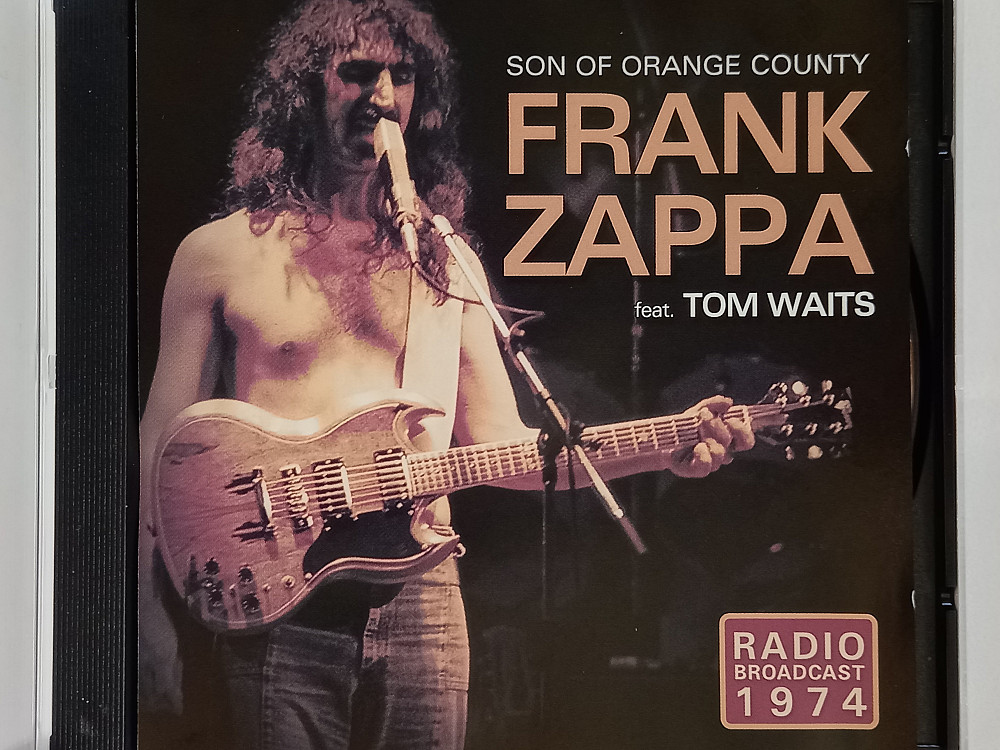 SON OF ORANGE COUNTY
FRANK
ZAPPA
feat. TOM WAITS
RADIO
BROADCAST
1974